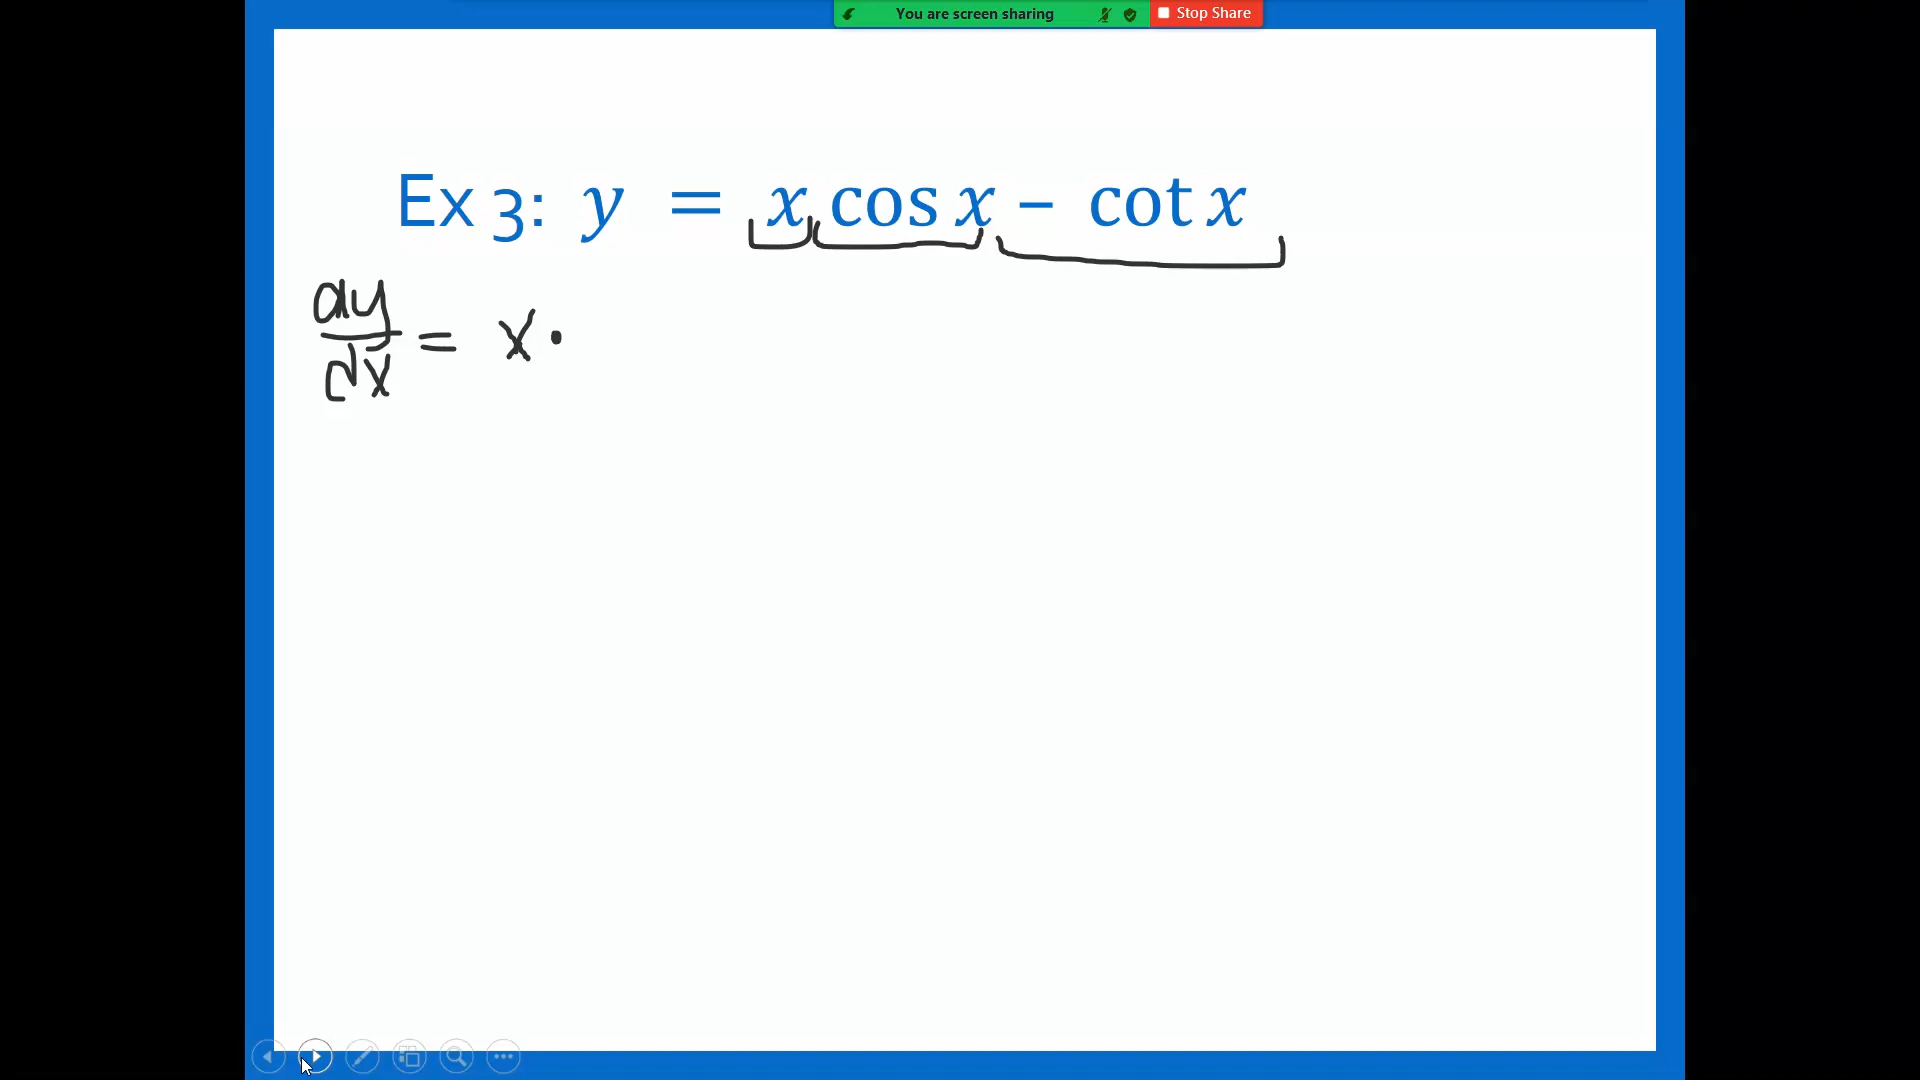 You are screen sharing Stop Share
Ex 3: y = x cos x − cot x
dy/dx = x ·